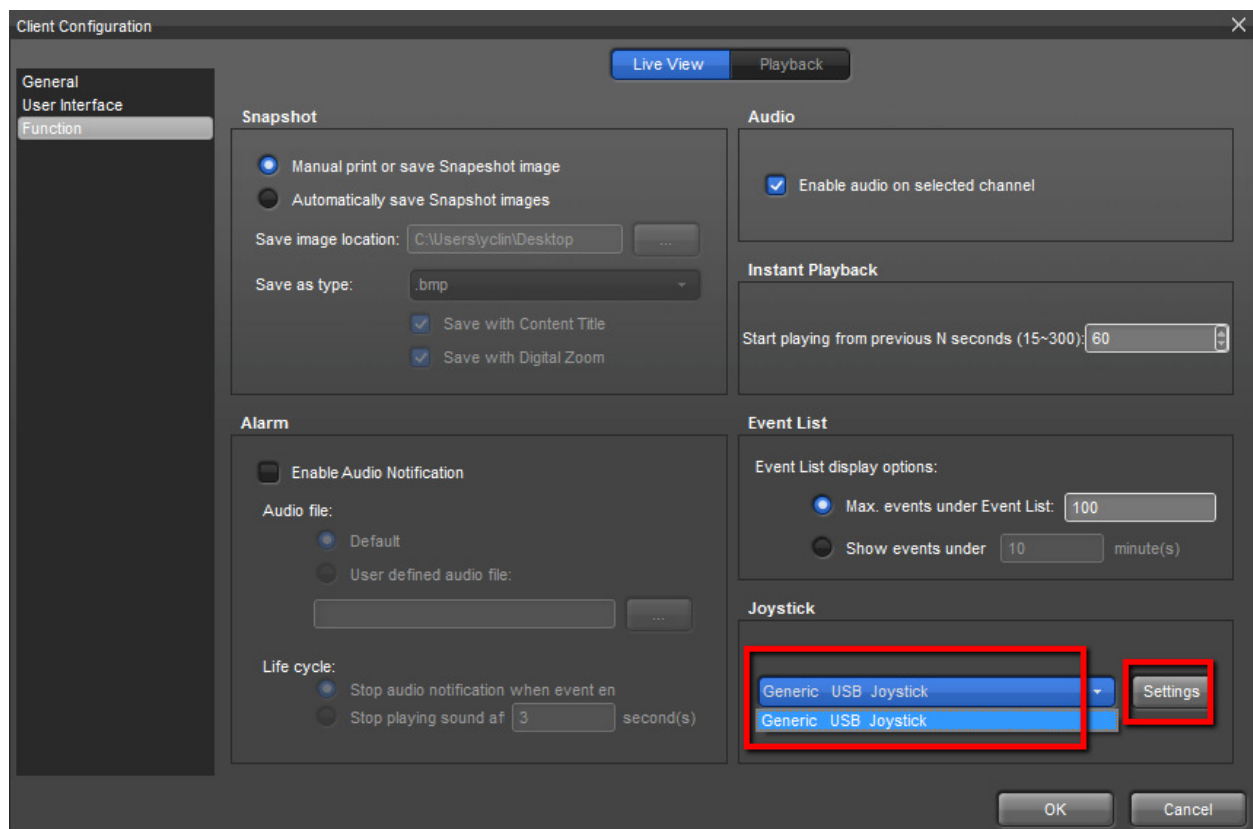 Client Configuration
General
User Interface
Function
Live View
Playback
Snapshot
Manual print or save Snapeshot image
Automatically save Snapshot images
Save image location: C:\Users\yclin\Desktop ...
Save as type: .bmp
Save with Content Title
Save with Digital Zoom
Alarm
Enable Audio Notification
Audio file:
Default
User defined audio file:
...
Life cycle:
Stop audio notification when event en
Stop playing sound af 3 second(s)
Audio
Enable audio on selected channel
Instant Playback
Start playing from previous N seconds (15~300): 60
Event List
Event List display options:
Max. events under Event List: 100
Show events under 10 minute(s)
Joystick
Generic USB Joystick Settings
Generic USB Joystick
OK Cancel